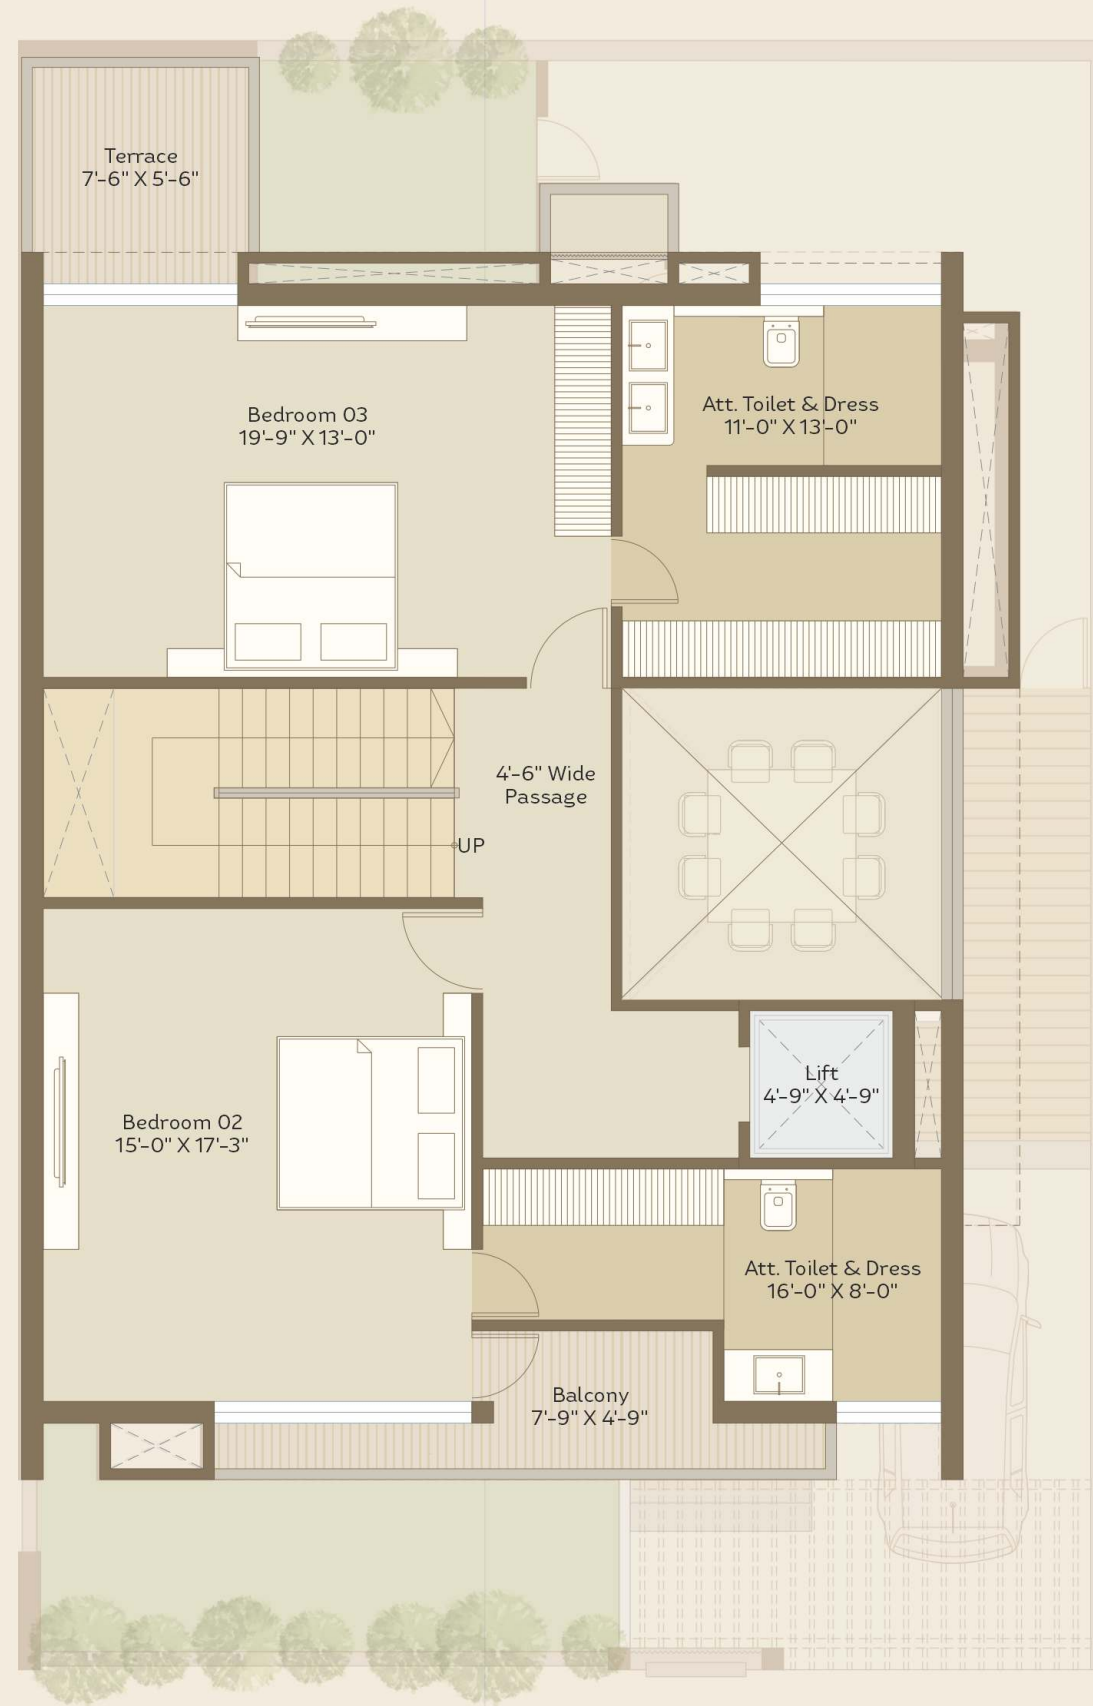 Terrace
7'-6" X 5'-6"
Bedroom 03
19'-9" X 13'-0"
Att. Toilet & Dress
11'-0" X 13'-0"
4'-6" Wide
Passage
UP
Lift
4'-9" X 4'-9"
Bedroom 02
15'-0" X 17'-3"
Att. Toilet & Dress
16'-0" X 8'-0"
Balcony
7'-9" X 4'-9"